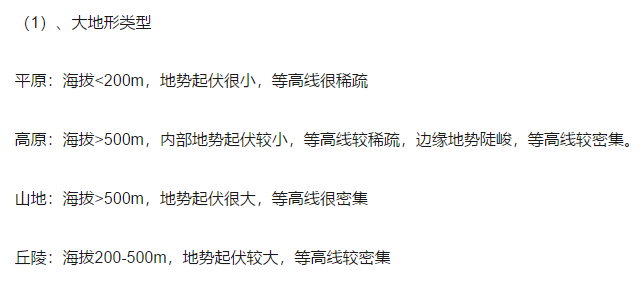 （1）、大地形类型
平原：海拔<200m，地势起伏很小，等高线很稀疏
高原：海拔>500m，内部地势起伏较小，等高线较稀疏，边缘地势陡峻，等高线较密集。
山地：海拔>500m，地势起伏很大，等高线很密集
丘陵：海拔200-500m，地势起伏较大，等高线较密集